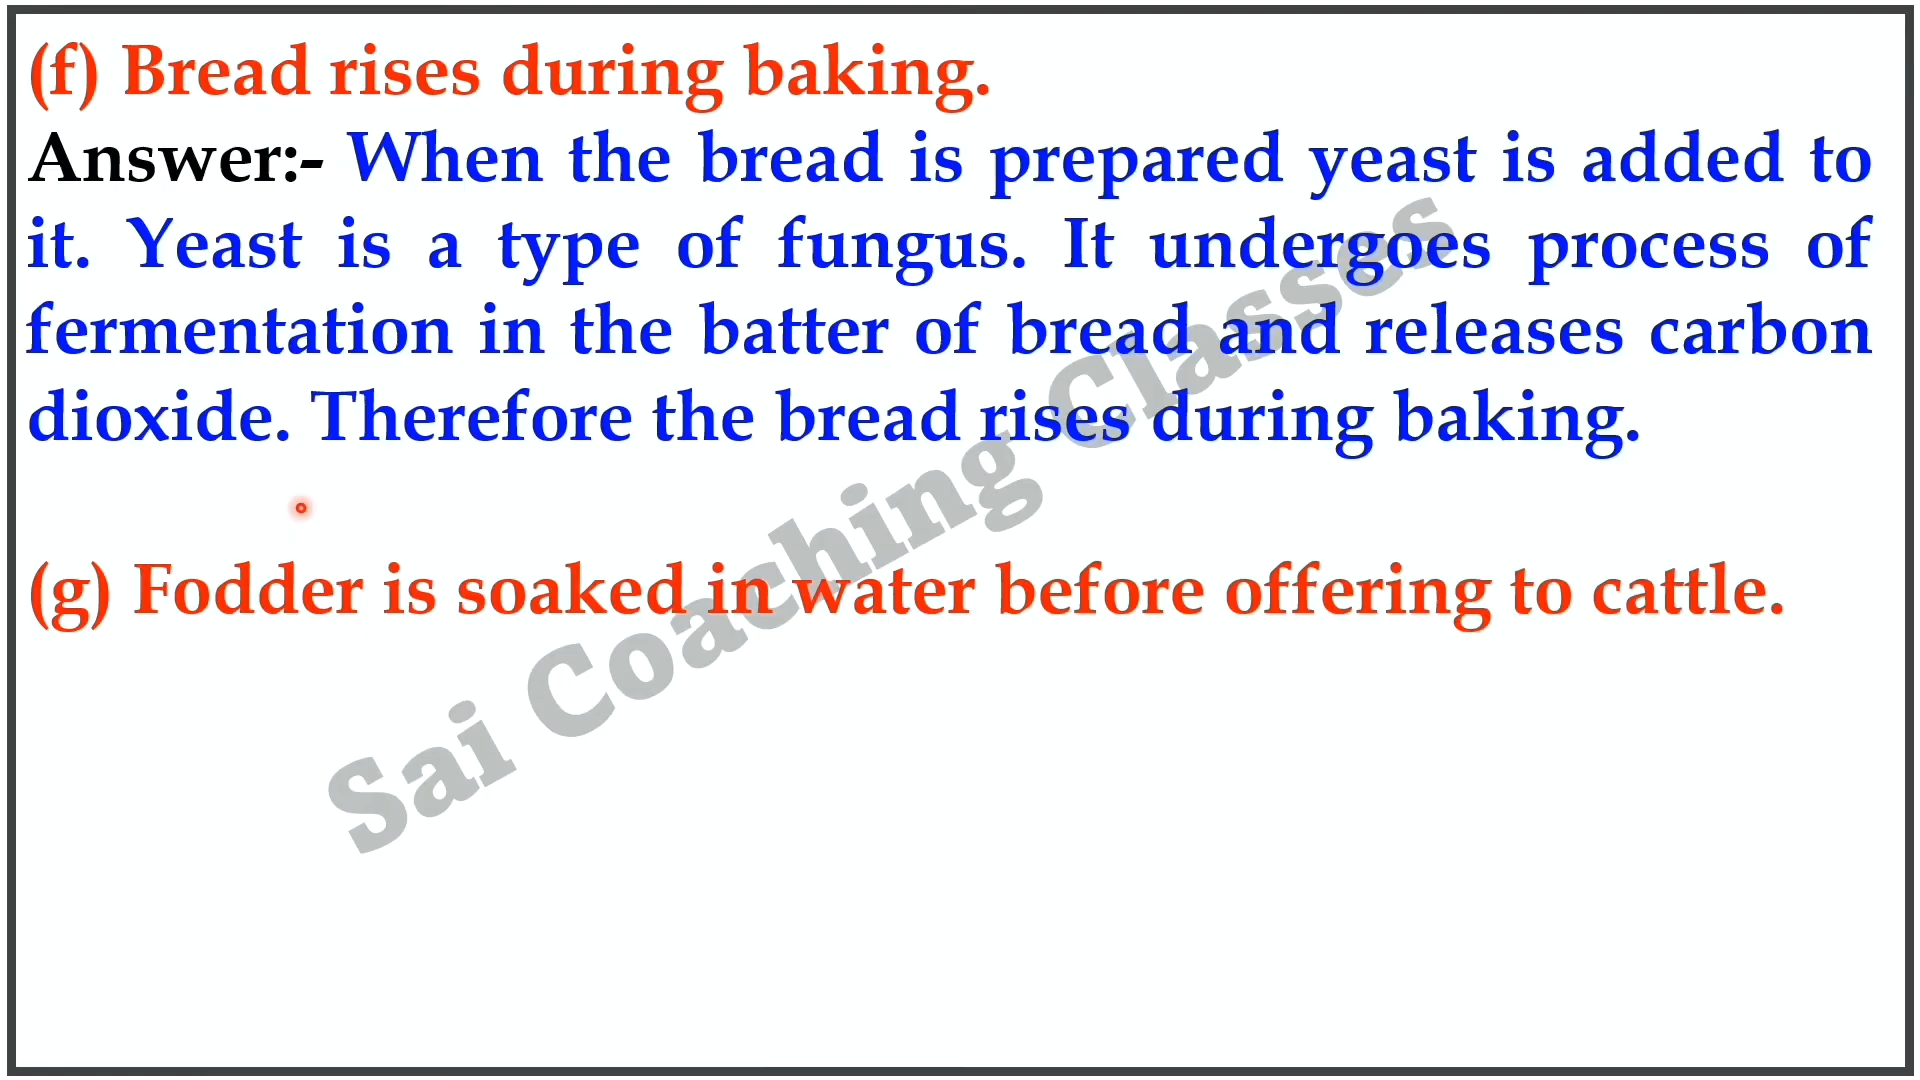 (f) Bread rises during baking.
Answer:- When the bread is prepared yeast is added to
it. Yeast is a type of fungus. It undergoes process of
fermentation in the batter of bread and releases carbon
dioxide. Therefore the bread rises during baking.
(g) Fodder is soaked in water before offering to cattle.
Sai Coaching Classes